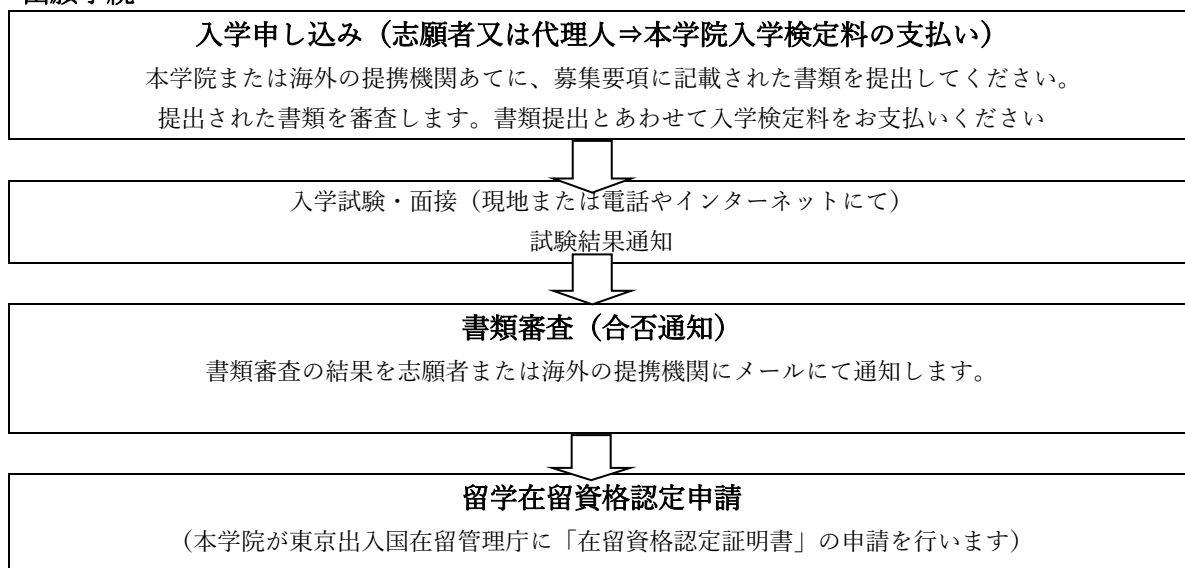 入学申し込み（志願者又は代理人⇒本学院入学検定料の支払い）
本学院または海外の提携機関あてに、募集要項に記載された書類を提出してください。
提出された書類を審査します。書類提出とあわせて入学検定料をお支払いください
入学試験・面接（現地または電話やインターネットにて）
試験結果通知
書類審査（合否通知）
書類審査の結果を志願者または海外の提携機関にメールにて通知します。
留学在留資格認定申請
（本学院が東京出入国在留管理庁に「在留資格認定証明書」の申請を行います）